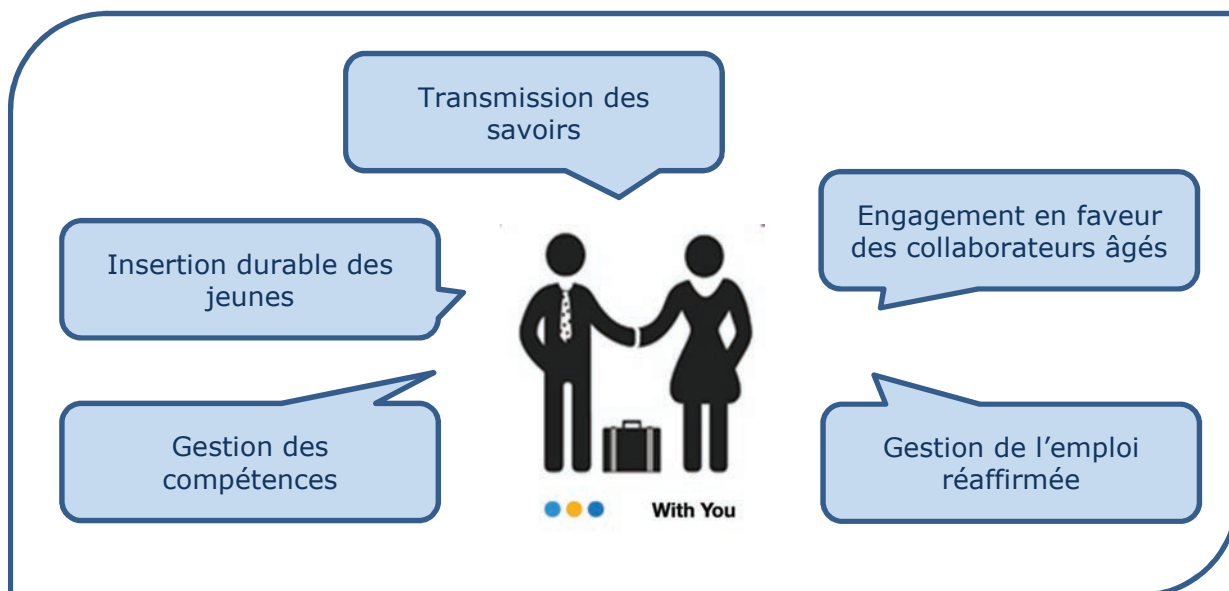 Transmission des
savoirs
Engagement en faveur
des collaborateurs âgés
Insertion durable des
jeunes
Gestion des
compétences
Gestion de l’emploi
réaffirmée
With You